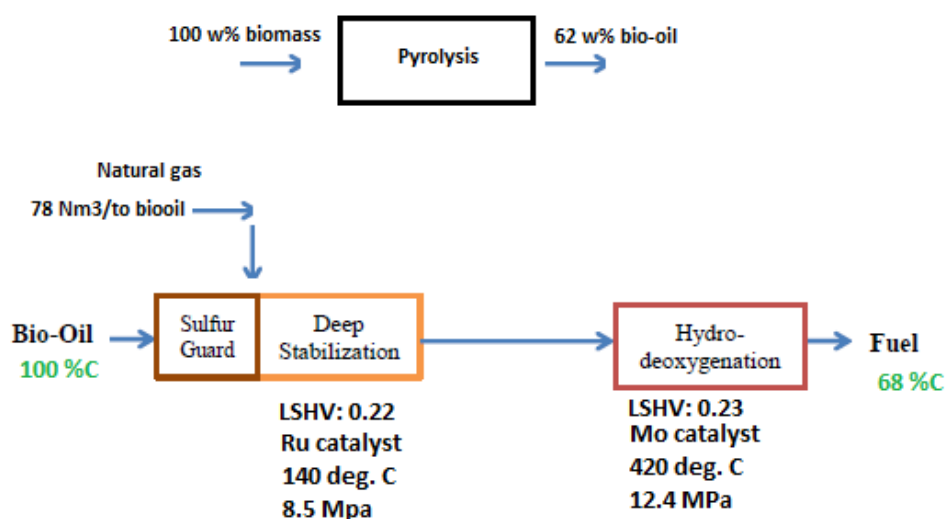 100 w% biomass
Pyrolysis
62 w% bio-oil
Natural gas
78 Nm3/to biooil
Bio-Oil
100 %C
Sulfur
Guard
Deep
Stabilization
Hydro-
deoxygenation
Fuel
68 %C
LSHV: 0.22
Ru catalyst
140 deg. C
8.5 Mpa
LSHV: 0.23
Mo catalyst
420 deg. C
12.4 MPa